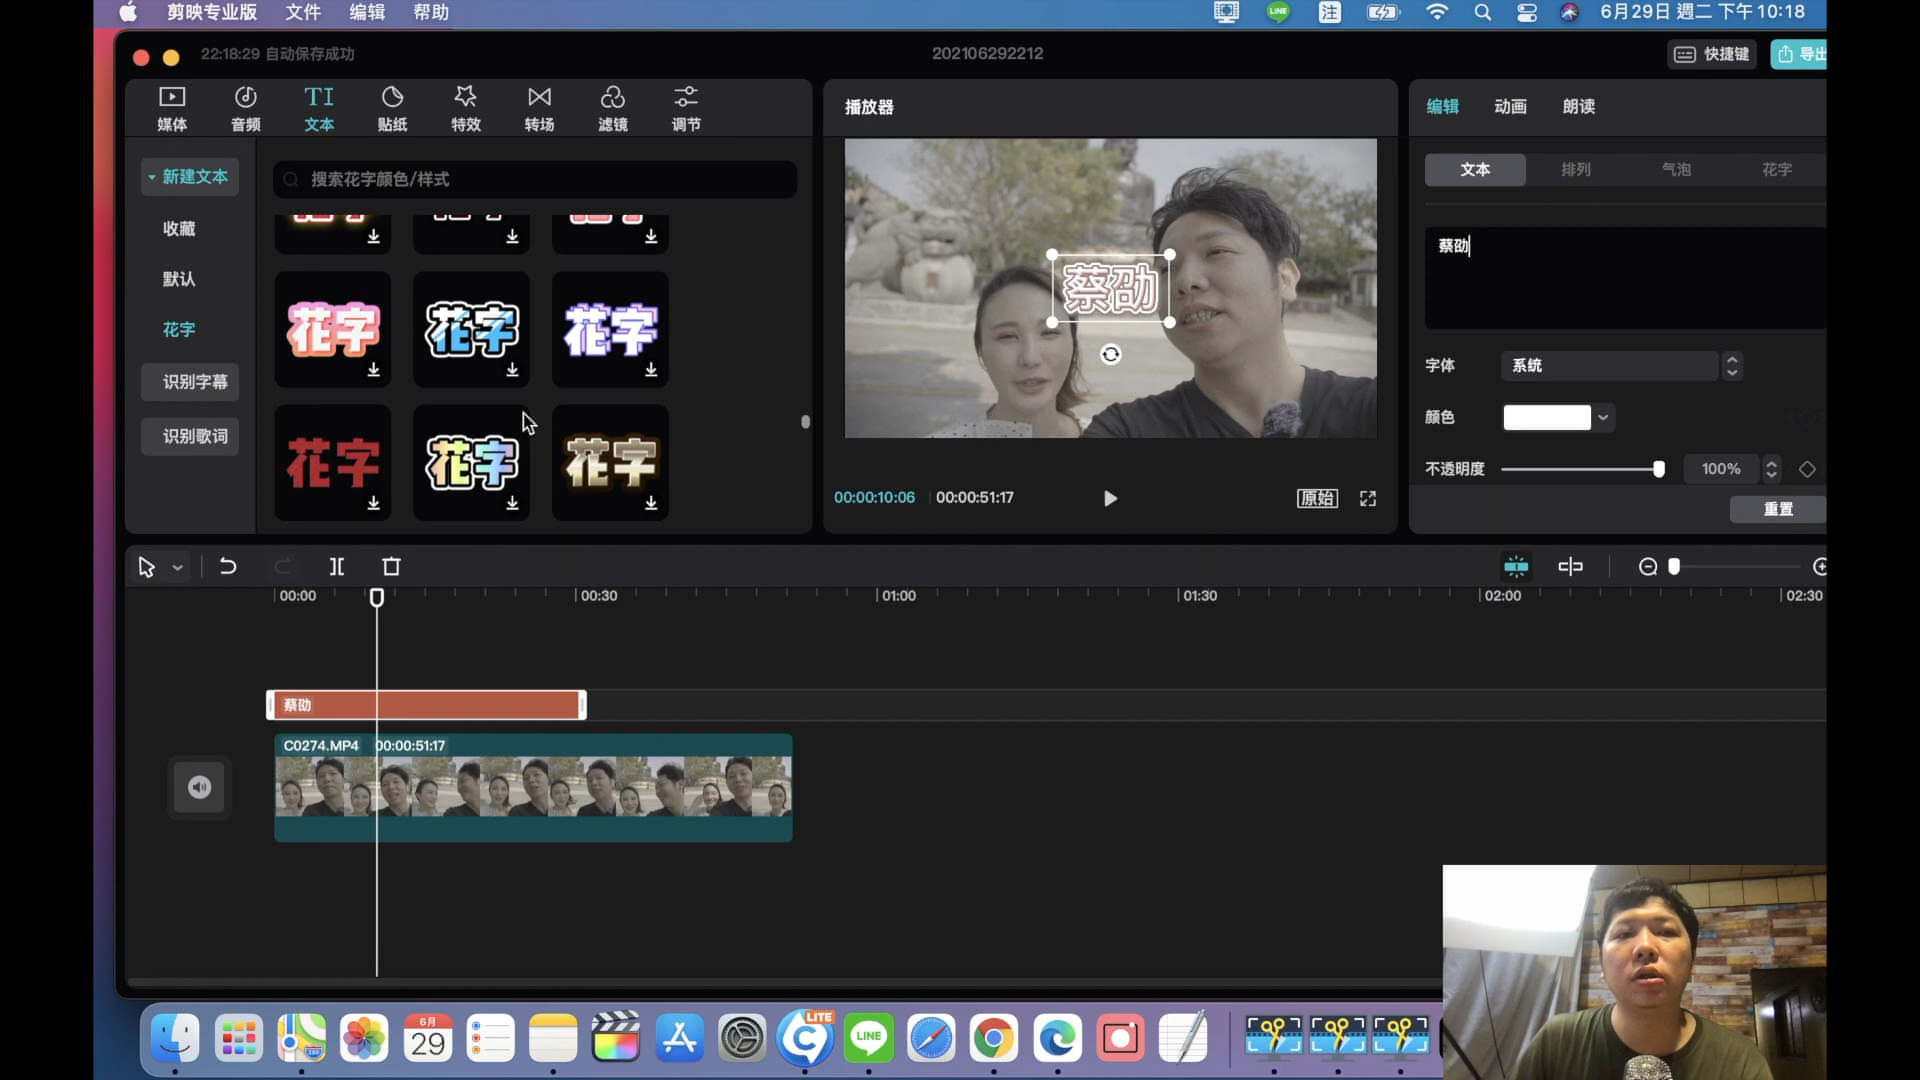 剪映专业版 文件 编辑 帮助
LINE 注 6月29日 週二 下午10:18
22:18:29 自动保存成功
202106292212
快捷键
导出
媒体 音频 TI 文本 贴纸 特效 转场 滤镜 调节
新建文本
收藏
默认
花字
识别字幕
识别歌词
搜索花字颜色/样式
花字 花字 花字
花字 花字 花字
播放器
蔡劭
00:00:10:06 00:00:51:17
原始
编辑 动画 朗读
文本 排列 气泡 花字
蔡劭
字体 系统
颜色
不透明度 100%
重置
00:00 00:30 01:00 01:30 02:00 02:30
蔡劭
C0274.MP4 00:00:51:17
6月
29
LITE
LINE